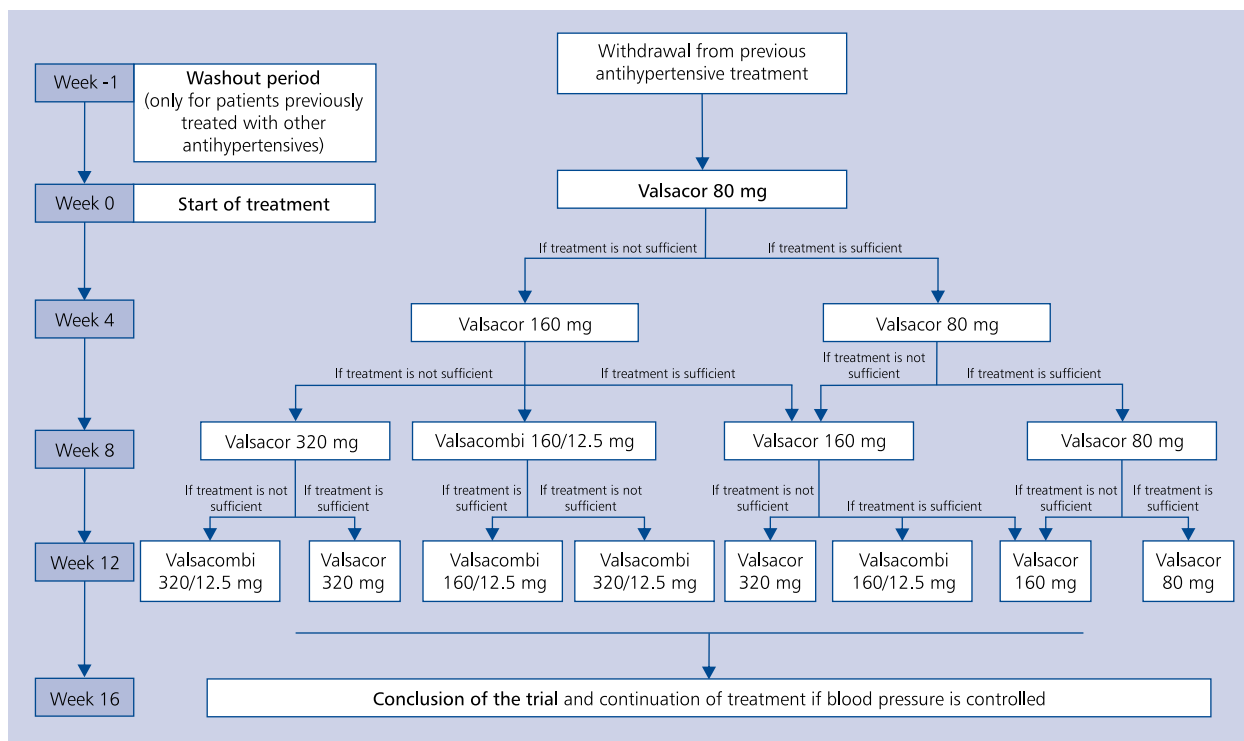 Week -1
Washout period
(only for patients previously
treated with other
antihypertensives)
Withdrawal from previous
antihypertensive treatment
Week 0
Start of treatment
Valsacor 80 mg
If treatment is not sufficient
If treatment is sufficient
Week 4
Valsacor 160 mg
Valsacor 80 mg
If treatment is not sufficient
If treatment is sufficient
If treatment is not
sufficient
If treatment is sufficient
Week 8
Valsacor 320 mg
Valsacombi 160/12.5 mg
Valsacor 160 mg
Valsacor 80 mg
If treatment is not
sufficient
If treatment is
sufficient
If treatment is
sufficient
If treatment is not
sufficient
If treatment is not
sufficient
If treatment is sufficient
If treatment is not
sufficient
If treatment is
sufficient
Week 12
Valsacombi
320/12.5 mg
Valsacor
320 mg
Valsacombi
160/12.5 mg
Valsacombi
320/12.5 mg
Valsacor
320 mg
Valsacombi
160/12.5 mg
Valsacor
160 mg
Valsacor
80 mg
Week 16
Conclusion of the trial and continuation of treatment if blood pressure is controlled